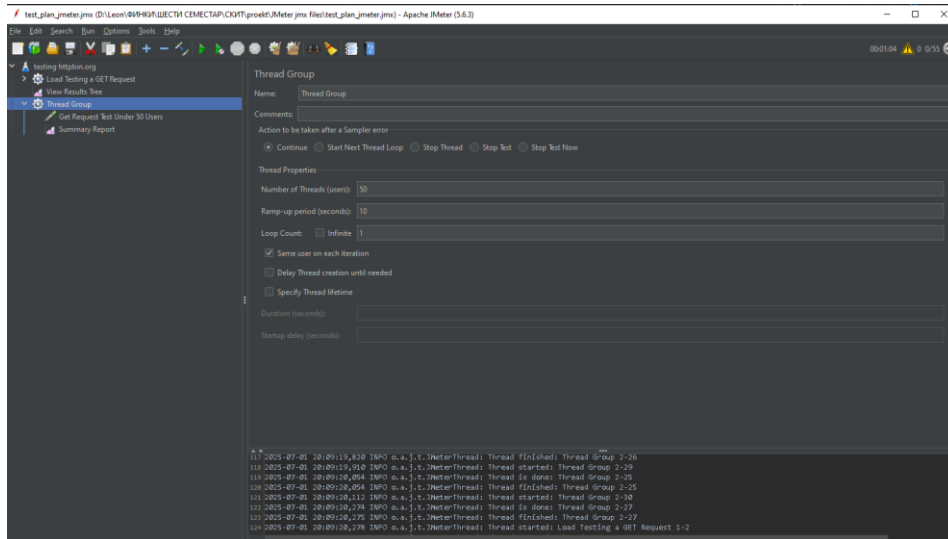 test_plan_jmeter.jmx (D:\Leon\ФИНКИ\ШЕСТИ СЕМЕСТАР\СКИТ\proekt\JMeter jmx files\test_plan_jmeter.jmx) - Apache JMeter (5.6.3)
File Edit Search Run Options Tools Help
00:01:04 0 0/55
testing httpbin.org
Load Testing a GET Request
View Results Tree
Thread Group
Get Request Test Under 50 Users
Summary Report
Thread Group
Name: Thread Group
Comments:
Action to be taken after a Sampler error
Continue Start Next Thread Loop Stop Thread Stop Test Stop Test Now
Thread Properties
Number of Threads (users): 50
Ramp-up period (seconds): 10
Loop Count: Infinite 1
Same user on each iteration
Delay Thread creation until needed
Specify Thread lifetime
Duration (seconds):
Startup delay (seconds):
117 2025-07-01 20:09:19,820 INFO o.a.j.t.JMeterThread: Thread finished: Thread Group 2-26
118 2025-07-01 20:09:19,910 INFO o.a.j.t.JMeterThread: Thread started: Thread Group 2-29
119 2025-07-01 20:09:20,054 INFO o.a.j.t.JMeterThread: Thread is done: Thread Group 2-25
120 2025-07-01 20:09:20,054 INFO o.a.j.t.JMeterThread: Thread finished: Thread Group 2-25
121 2025-07-01 20:09:20,112 INFO o.a.j.t.JMeterThread: Thread started: Thread Group 2-30
122 2025-07-01 20:09:20,274 INFO o.a.j.t.JMeterThread: Thread is done: Thread Group 2-27
123 2025-07-01 20:09:20,275 INFO o.a.j.t.JMeterThread: Thread finished: Thread Group 2-27
124 2025-07-01 20:09:20,278 INFO o.a.j.t.JMeterThread: Thread started: Load Testing a GET Request 1-2